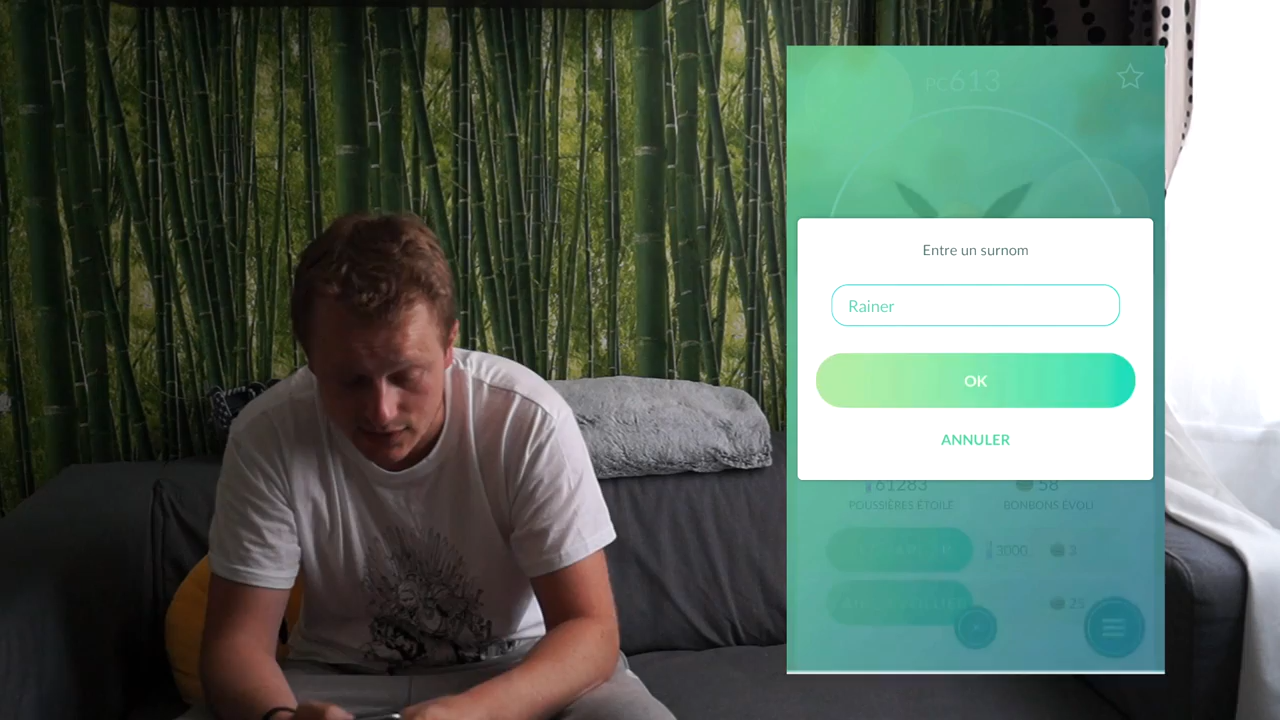 PC613
Entre un surnom
Rainer
OK
ANNULER
61283
58
POUSSIÈRES ÉTOILE
BONBONS ÉVOLI
3000
3
25